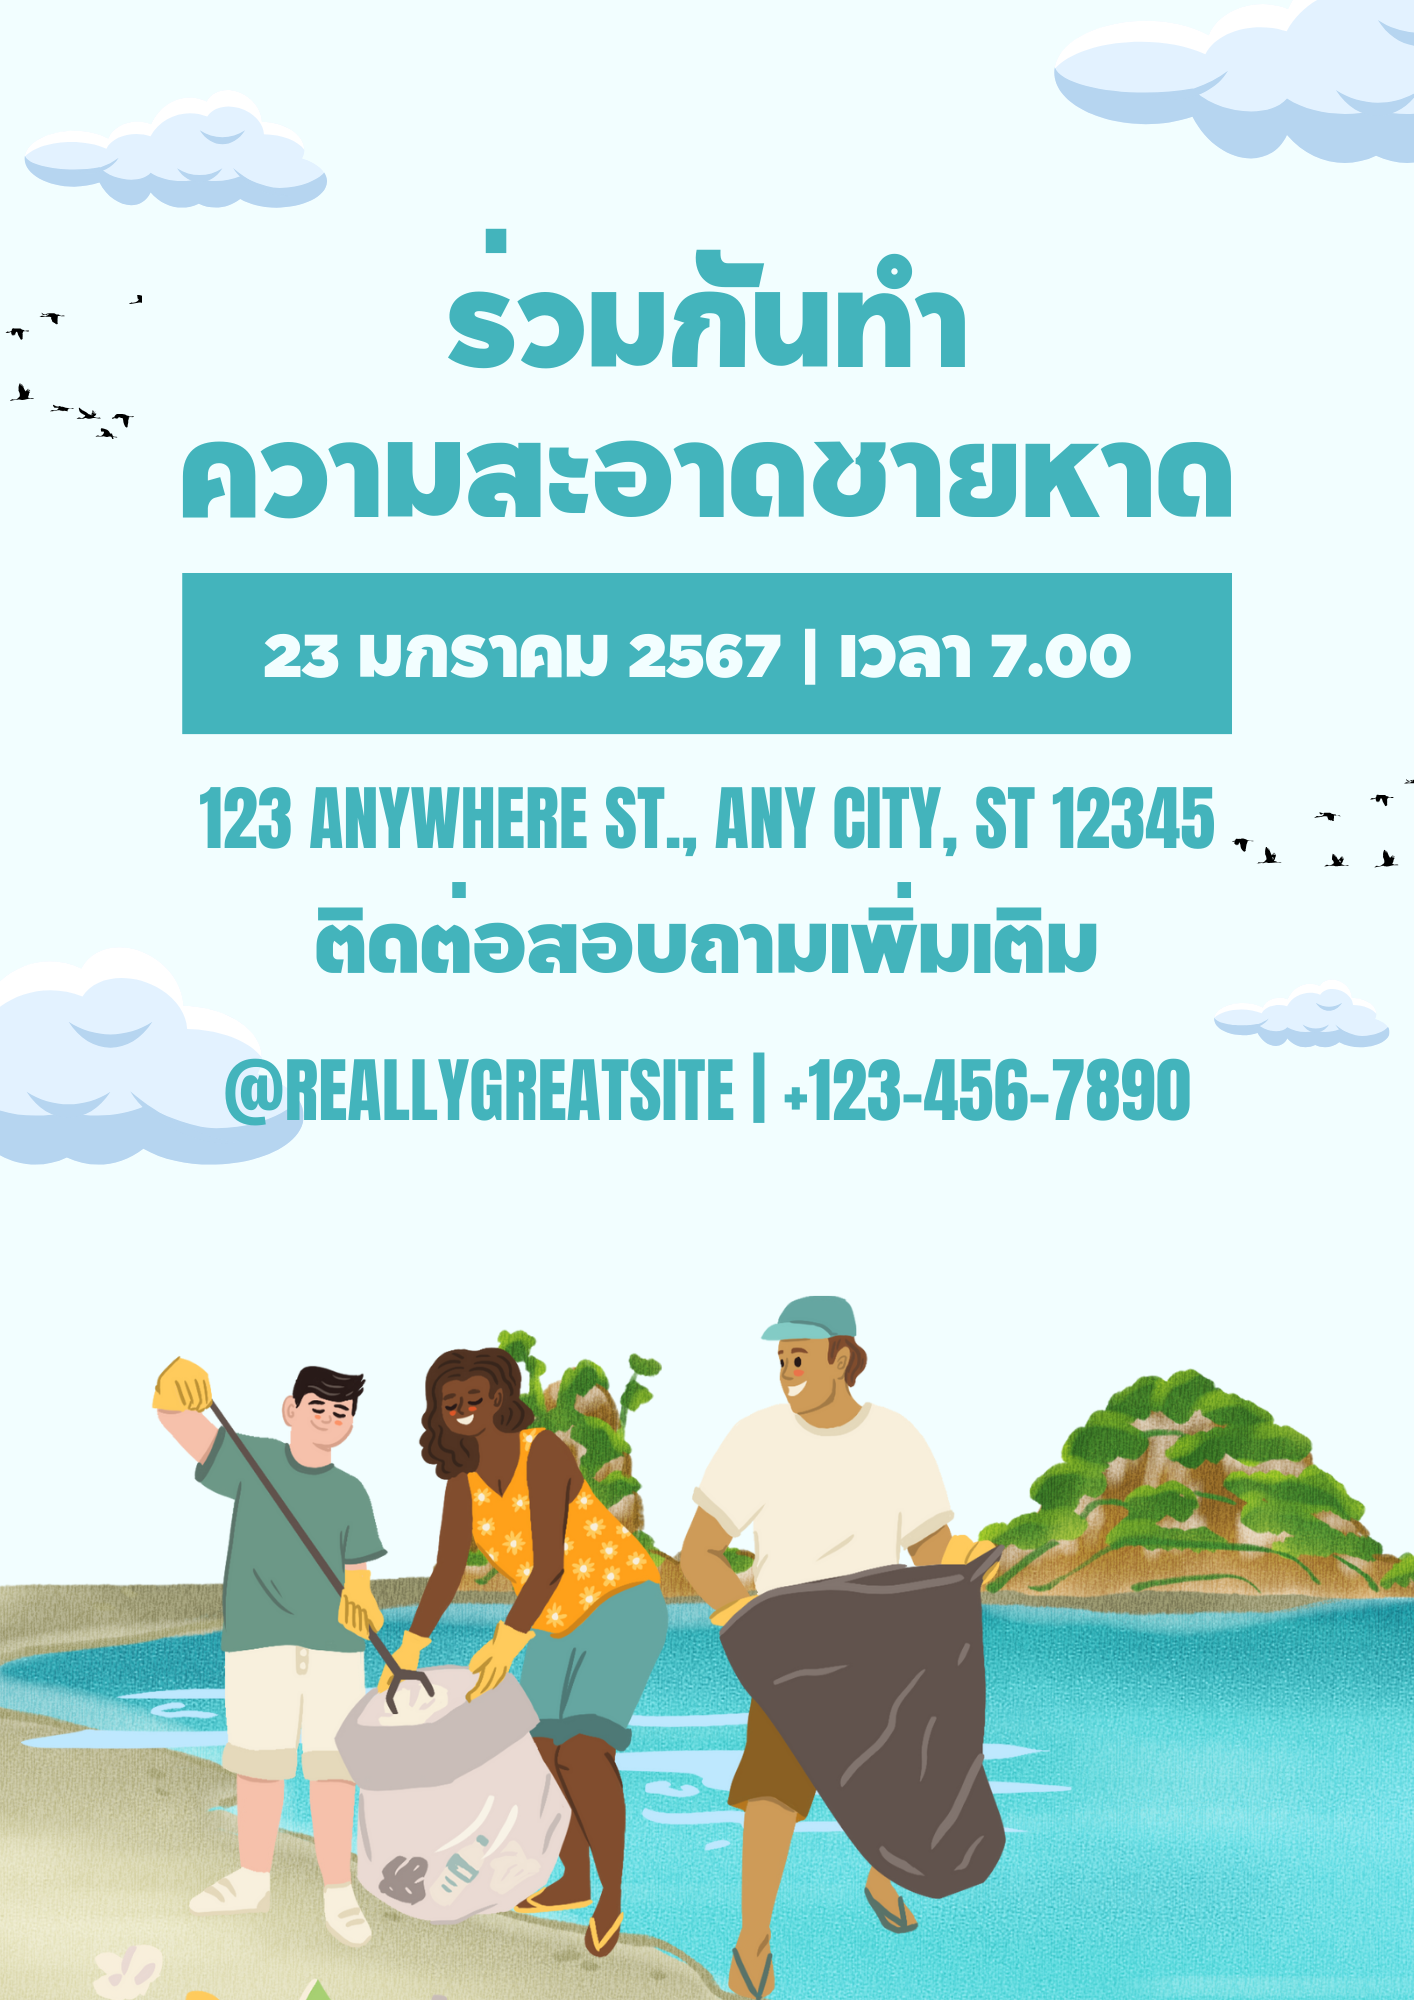 ร่วมกันทำ
ความสะอาดชายหาด
23 มกราคม 2567 | เวลา 7.00
123 ANYWHERE ST., ANY CITY, ST 12345
ติดต่อสอบถามเพิ่มเติม
@REALLYGREATSITE | +123-456-7890